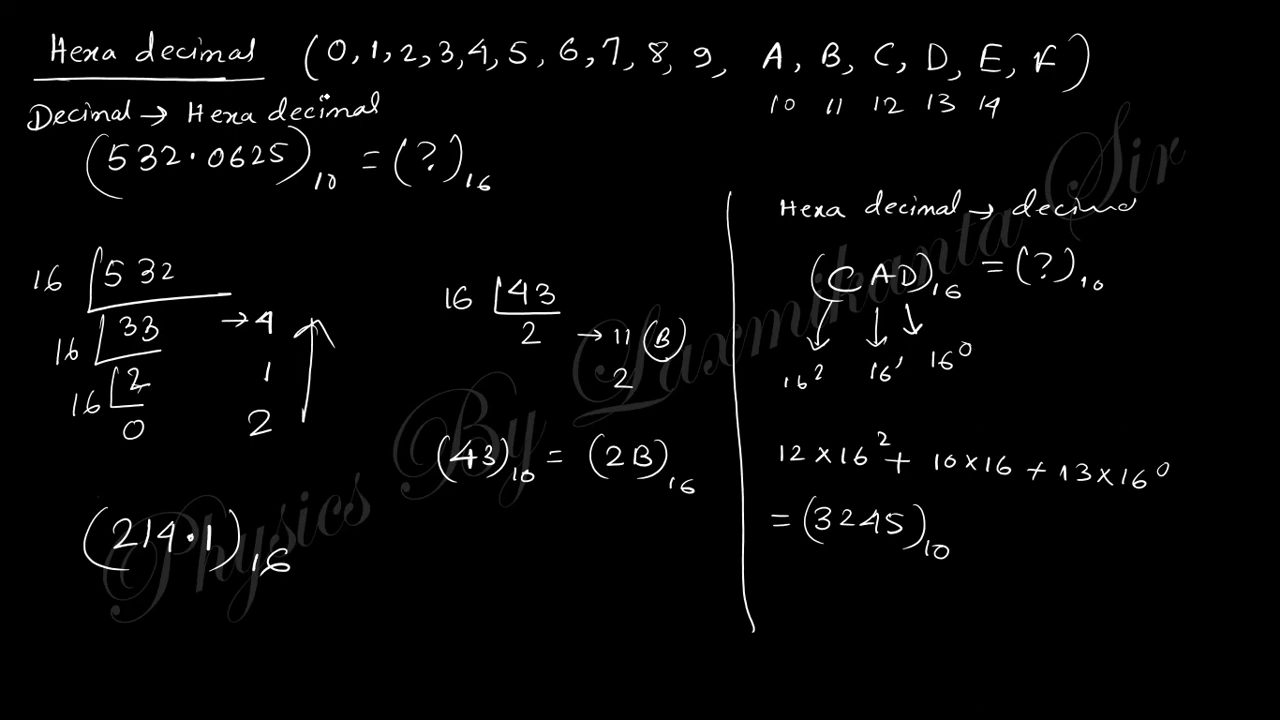 Hexa decimal (0,1,2,3,4,5,6,7,8,9, A, B, C, D, E, F)
10 11 12 13 14
Decimal → Hexa decimal
(532.0625)10 = (?)16
16 532
16 33 → 4
16 2 1
0 2
(214.1)16
16 43
2 → 11 (B)
2
(43)10 = (2B)16
Hexa decimal → decima
(CAD)16 = (?)10
16² 16¹ 16⁰
12×16² + 10×16 + 13×16⁰
= (3245)10
Physics By Laxmikanta Sir